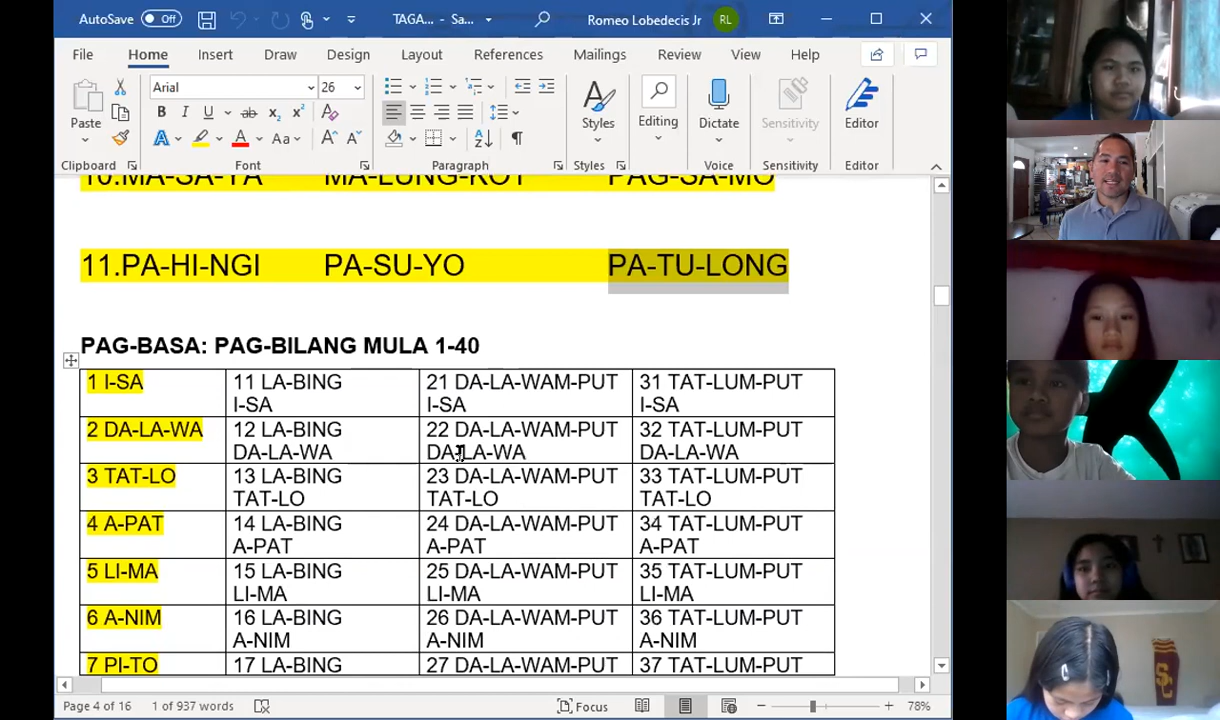 AutoSave Off TAGA... - Sa... Romeo Lobedecis Jr RL
File Home Insert Draw Design Layout References Mailings Review View Help
Arial 26
Paste Styles Editing Dictate Sensitivity Editor
Clipboard Font Paragraph Styles Voice Sensitivity Editor
10.MA-SA-YA MA-LUNG-KOT PAG-SA-MO
11.PA-HI-NGI PA-SU-YO PA-TU-LONG
PAG-BASA: PAG-BILANG MULA 1-40
1 I-SA 11 LA-BING 21 DA-LA-WAM-PUT 31 TAT-LUM-PUT
I-SA I-SA I-SA
2 DA-LA-WA 12 LA-BING 22 DA-LA-WAM-PUT 32 TAT-LUM-PUT
DA-LA-WA DA-LA-WA DA-LA-WA
3 TAT-LO 13 LA-BING 23 DA-LA-WAM-PUT 33 TAT-LUM-PUT
TAT-LO TAT-LO TAT-LO
4 A-PAT 14 LA-BING 24 DA-LA-WAM-PUT 34 TAT-LUM-PUT
A-PAT A-PAT A-PAT
5 LI-MA 15 LA-BING 25 DA-LA-WAM-PUT 35 TAT-LUM-PUT
LI-MA LI-MA LI-MA
6 A-NIM 16 LA-BING 26 DA-LA-WAM-PUT 36 TAT-LUM-PUT
A-NIM A-NIM A-NIM
7 PI-TO 17 LA-BING 27 DA-LA-WAM-PUT 37 TAT-LUM-PUT
Page 4 of 16 1 of 937 words Focus 78%